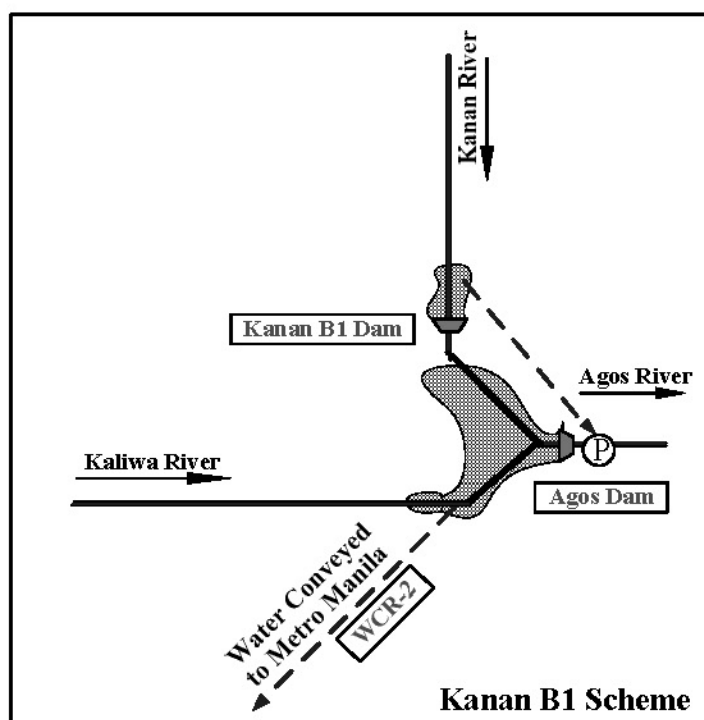 Kanan River
Kanan B1 Dam
Agos River
P
Kaliwa River
Agos Dam
Water Conveyed
to Metro Manila
WCR-2
Kanan B1 Scheme